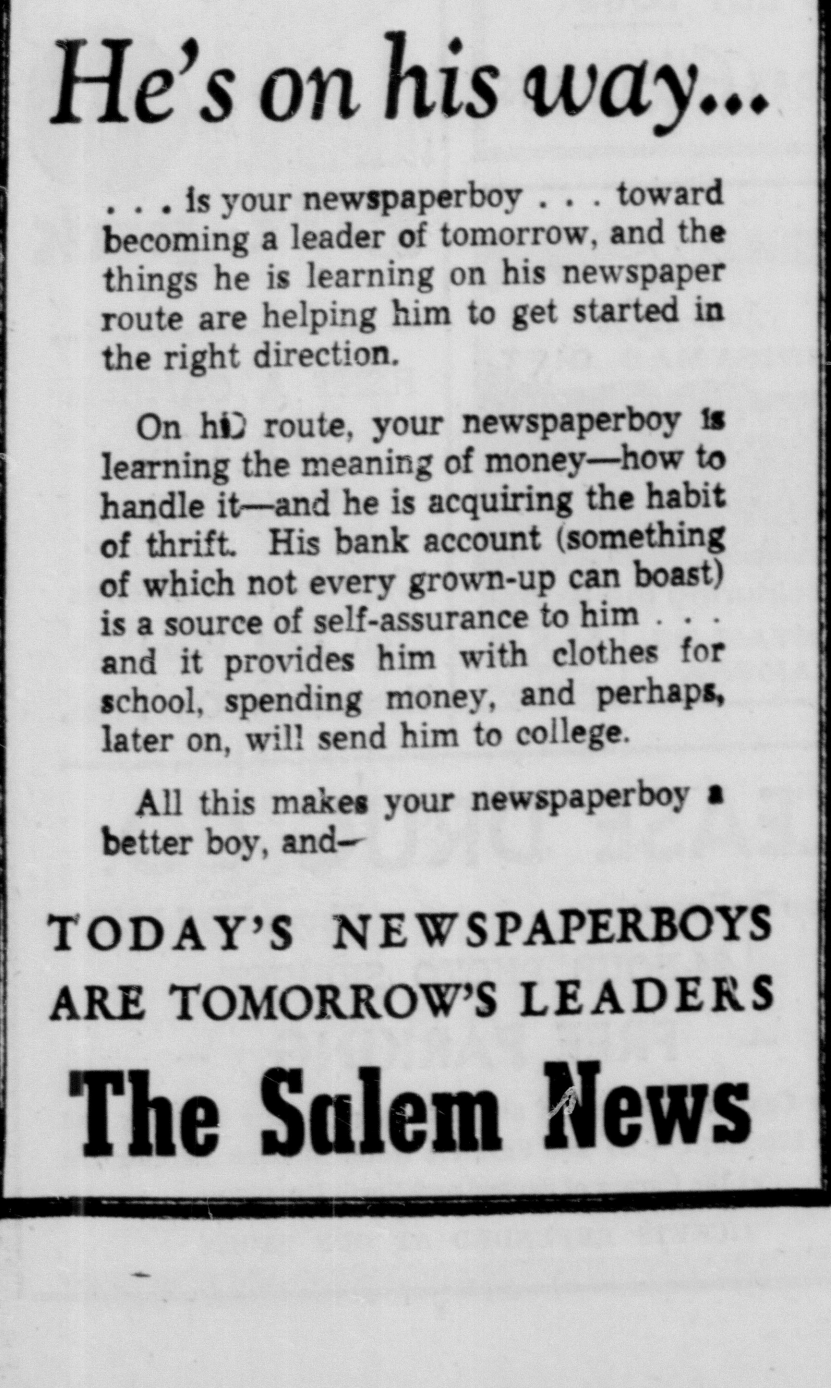 He's on his way...
. . . is your newspaperboy . . . toward
becoming a leader of tomorrow, and the
things he is learning on his newspaper
route are helping him to get started in
the right direction.
On his route, your newspaperboy is
learning the meaning of money—how to
handle it—and he is acquiring the habit
of thrift. His bank account (something
of which not every grown-up can boast)
is a source of self-assurance to him . . .
and it provides him with clothes for
school, spending money, and perhaps,
later on, will send him to college.
All this makes your newspaperboy a
better boy, and—
TODAY'S NEWSPAPERBOYS
ARE TOMORROW'S LEADERS
The Salem News